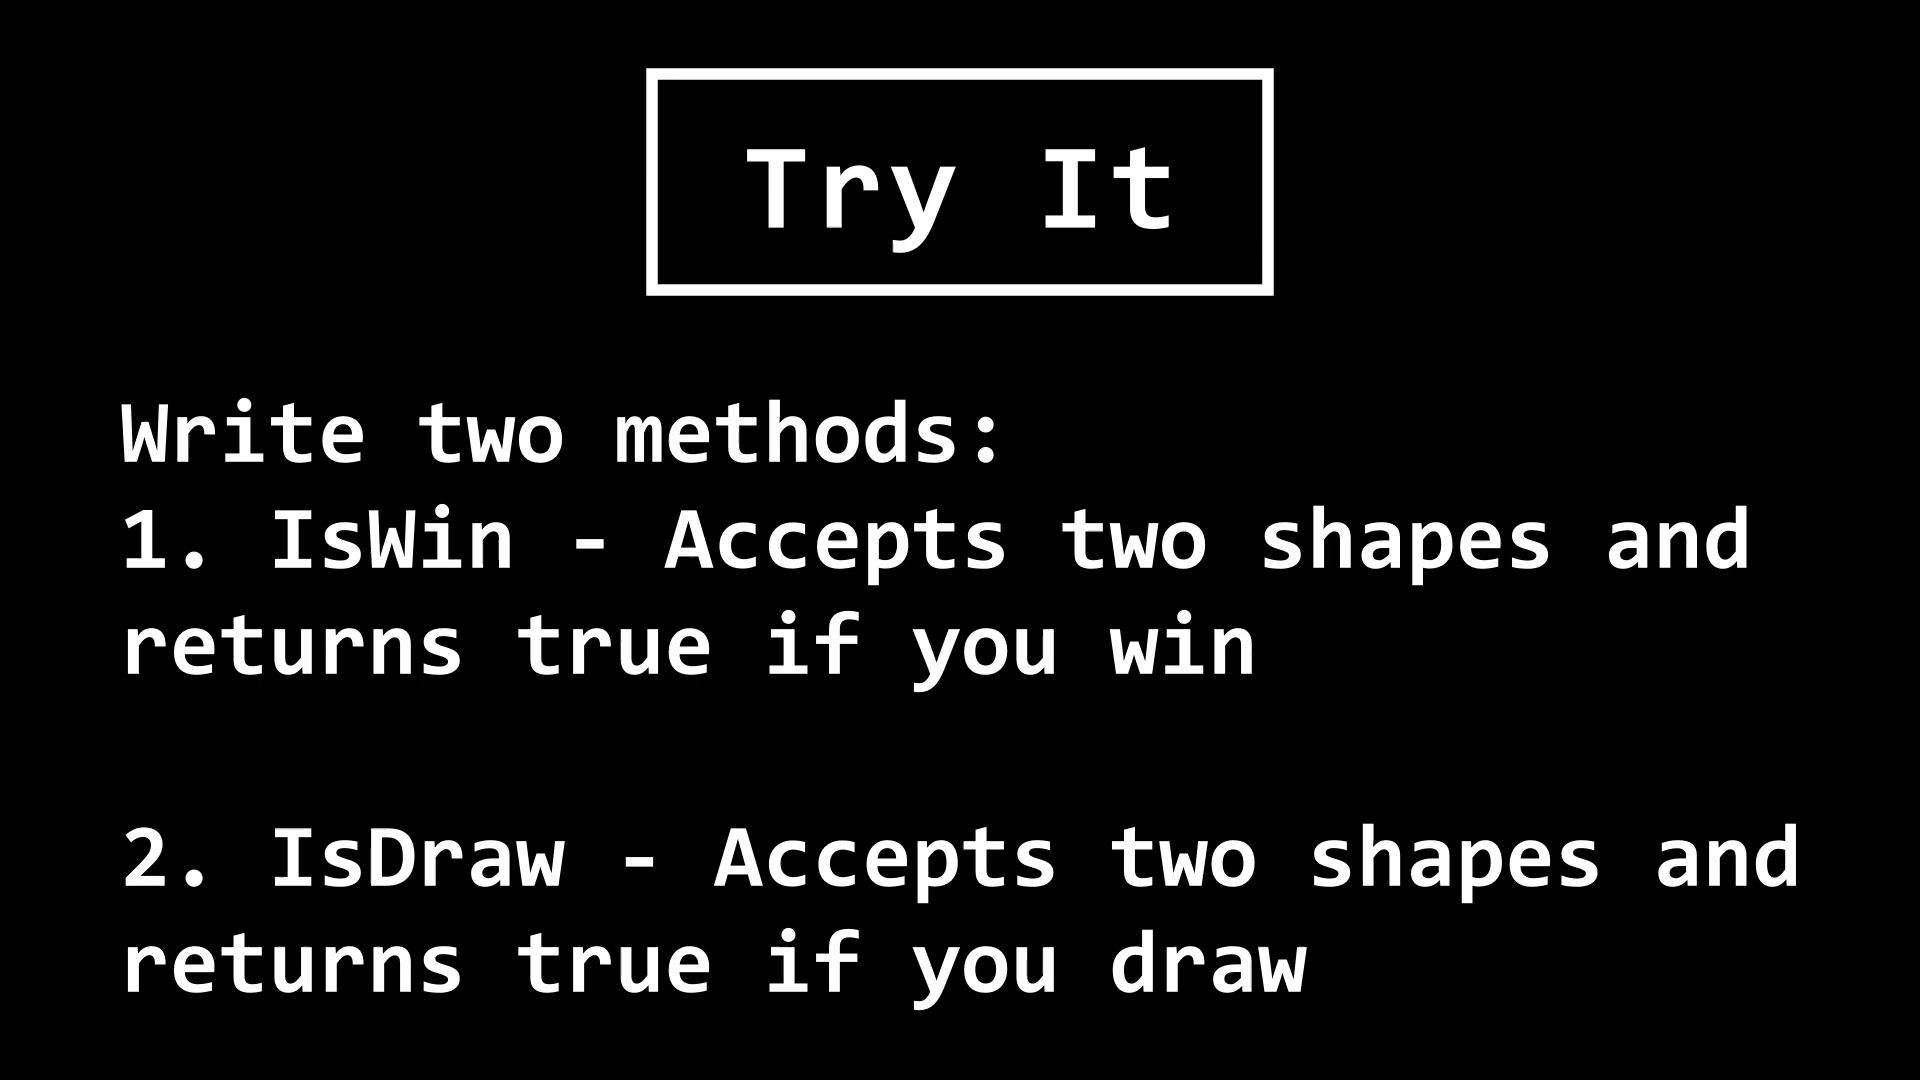 Try It
Write two methods:
1. IsWin - Accepts two shapes and
returns true if you win
2. IsDraw - Accepts two shapes and
returns true if you draw